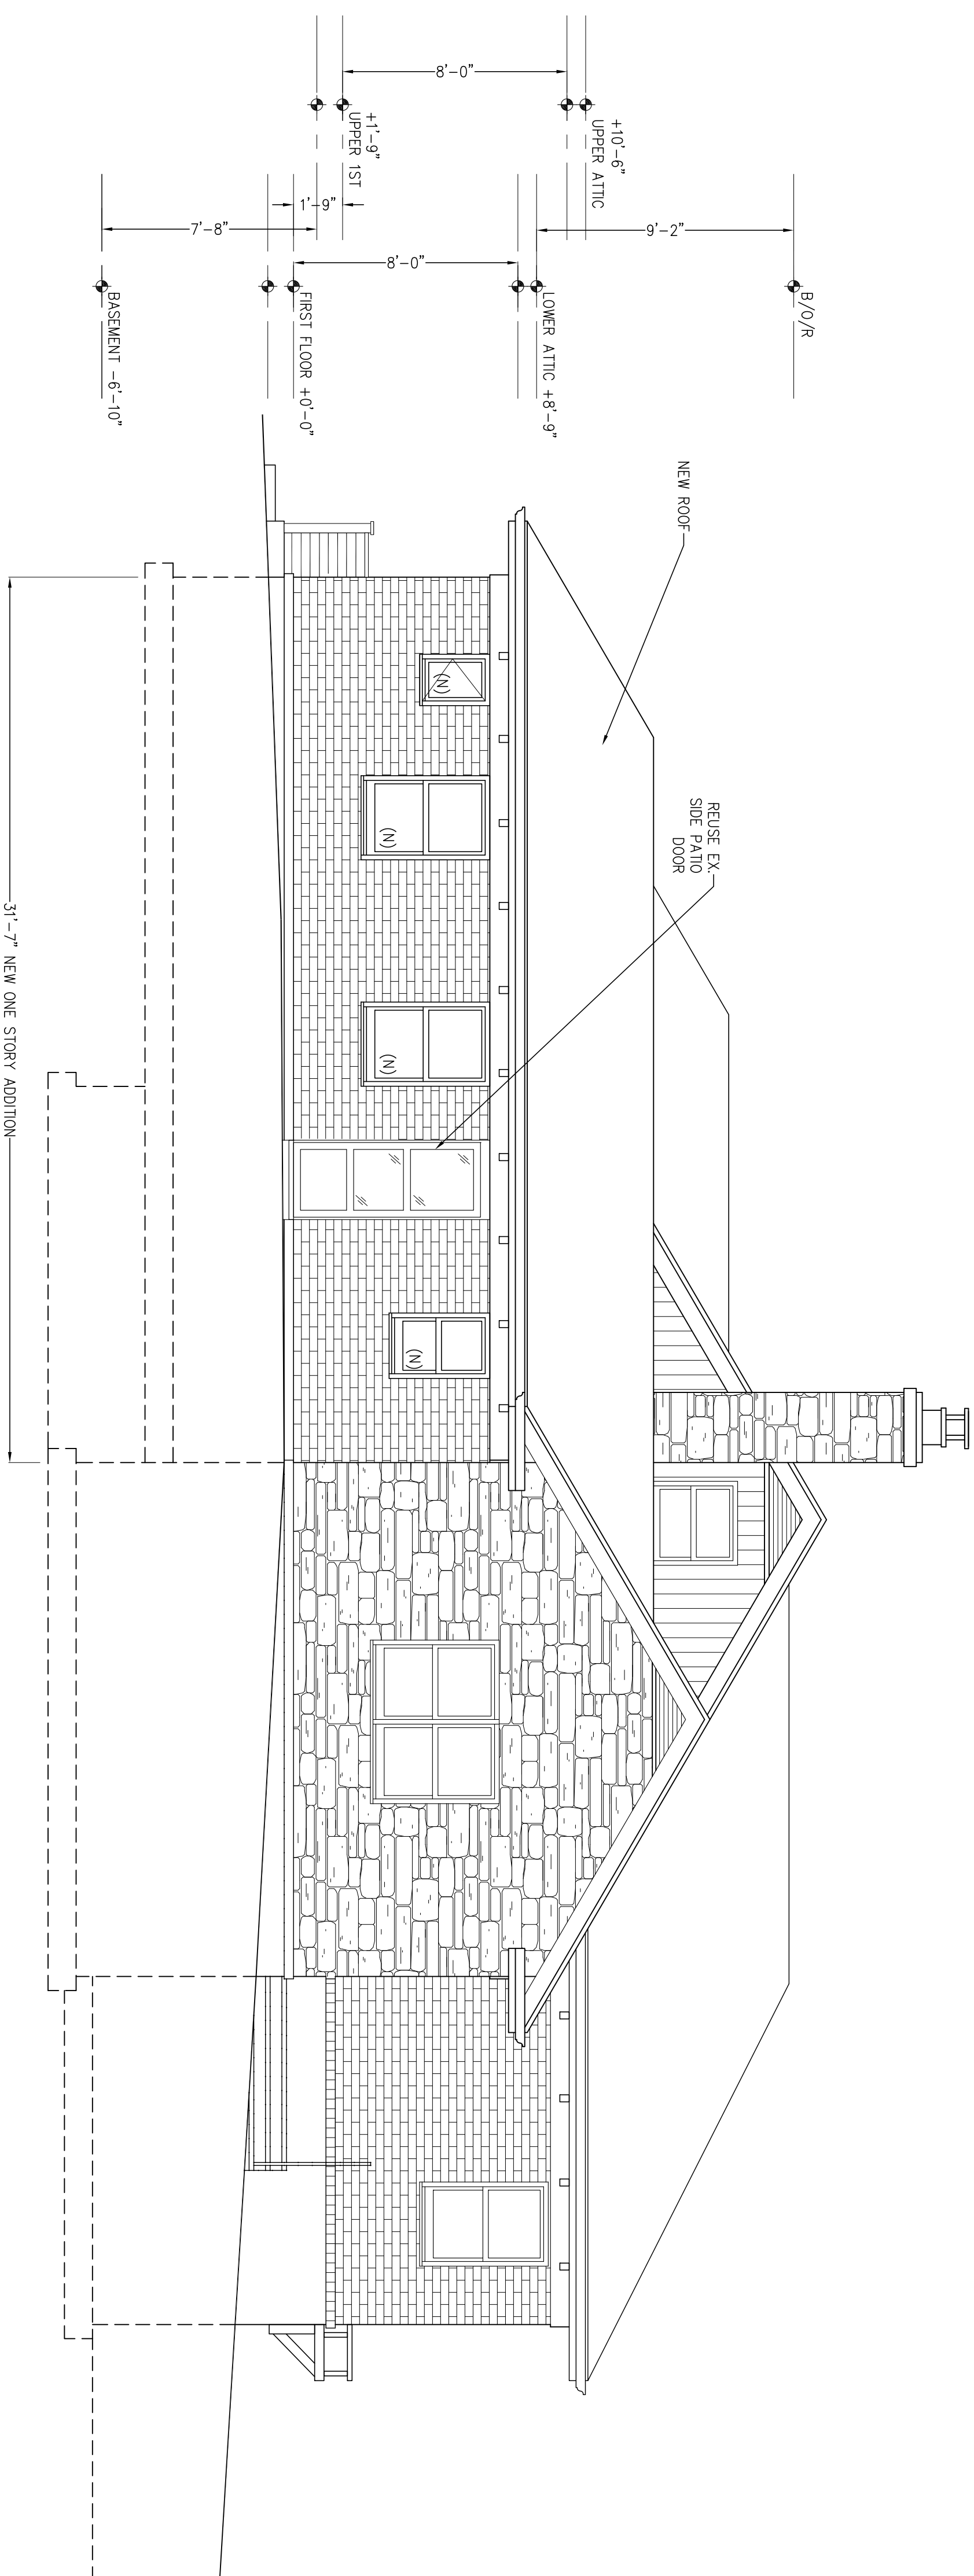 B/O/R
9'-2"
+10'-6"
UPPER ATTIC
LOWER ATTIC +8'-9"
8'-0"
8'-0"
+1'-9"
UPPER 1ST
1'-9"
FIRST FLOOR +0'-0"
7'-8"
BASEMENT -6'-10"
NEW ROOF
REUSE EX.
SIDE PATIO
DOOR
(N)
(N)
(N)
(N)
31'-7" NEW ONE STORY ADDITION